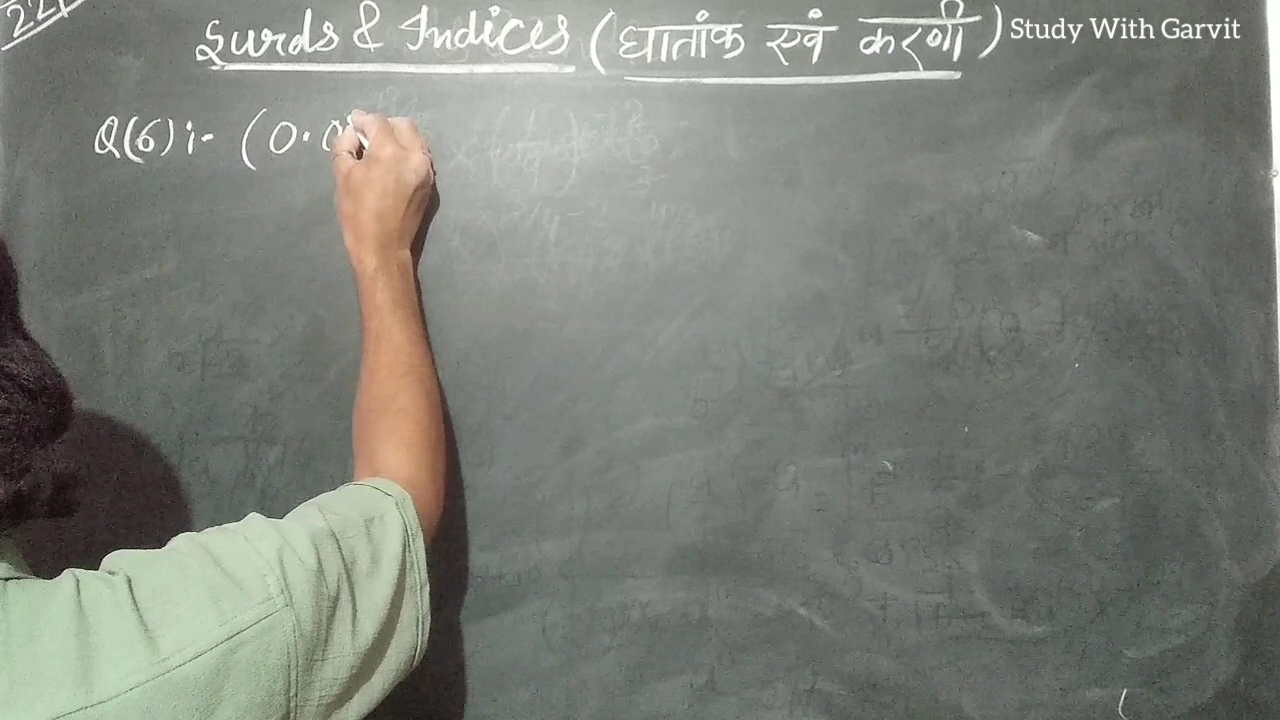 Surds & Indices (घातांक एवं करणी) Study With Garvit
Q(6):- (0.0